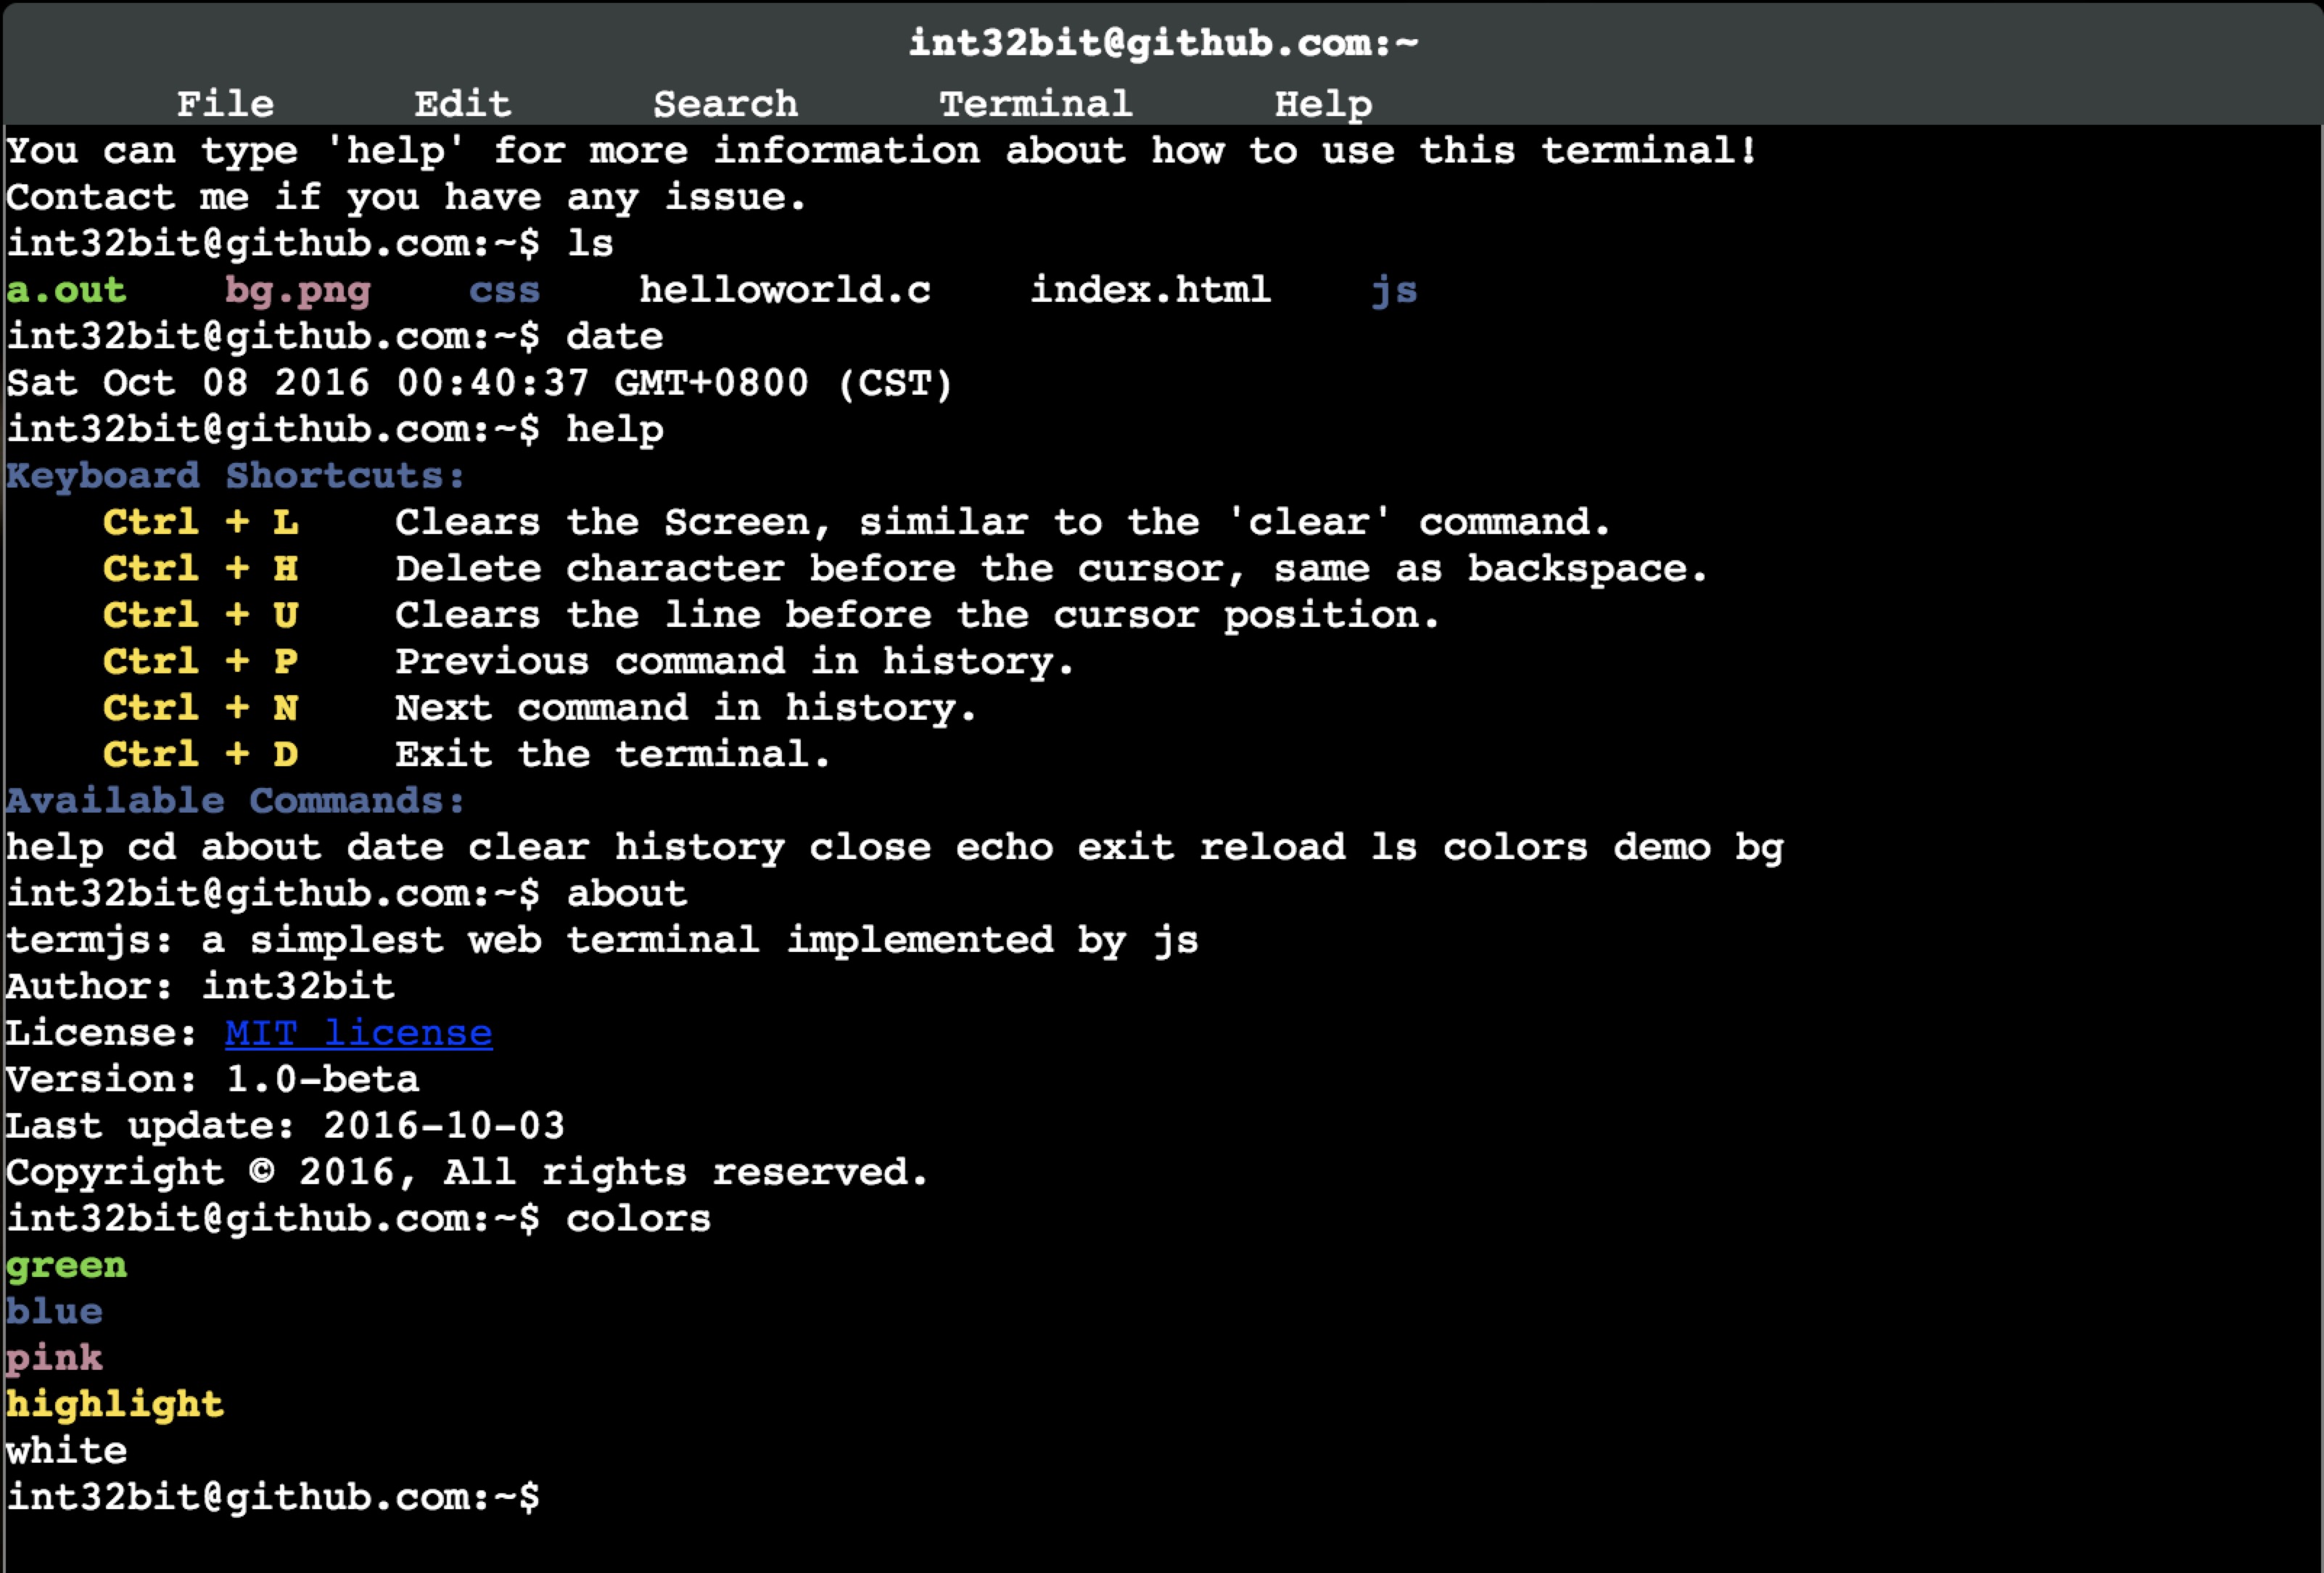 int32bit@github.com:~
File Edit Search Terminal Help
You can type 'help' for more information about how to use this terminal!
Contact me if you have any issue.
int32bit@github.com:~$ ls
a.out bg.png css helloworld.c index.html js
int32bit@github.com:~$ date
Sat Oct 08 2016 00:40:37 GMT+0800 (CST)
int32bit@github.com:~$ help
Keyboard Shortcuts:
Ctrl + L Clears the Screen, similar to the 'clear' command.
Ctrl + H Delete character before the cursor, same as backspace.
Ctrl + U Clears the line before the cursor position.
Ctrl + P Previous command in history.
Ctrl + N Next command in history.
Ctrl + D Exit the terminal.
Available Commands:
help cd about date clear history close echo exit reload ls colors demo bg
int32bit@github.com:~$ about
termjs: a simplest web terminal implemented by js
Author: int32bit
License: MIT license
Version: 1.0-beta
Last update: 2016-10-03
Copyright © 2016, All rights reserved.
int32bit@github.com:~$ colors
green
blue
pink
highlight
white
int32bit@github.com:~$